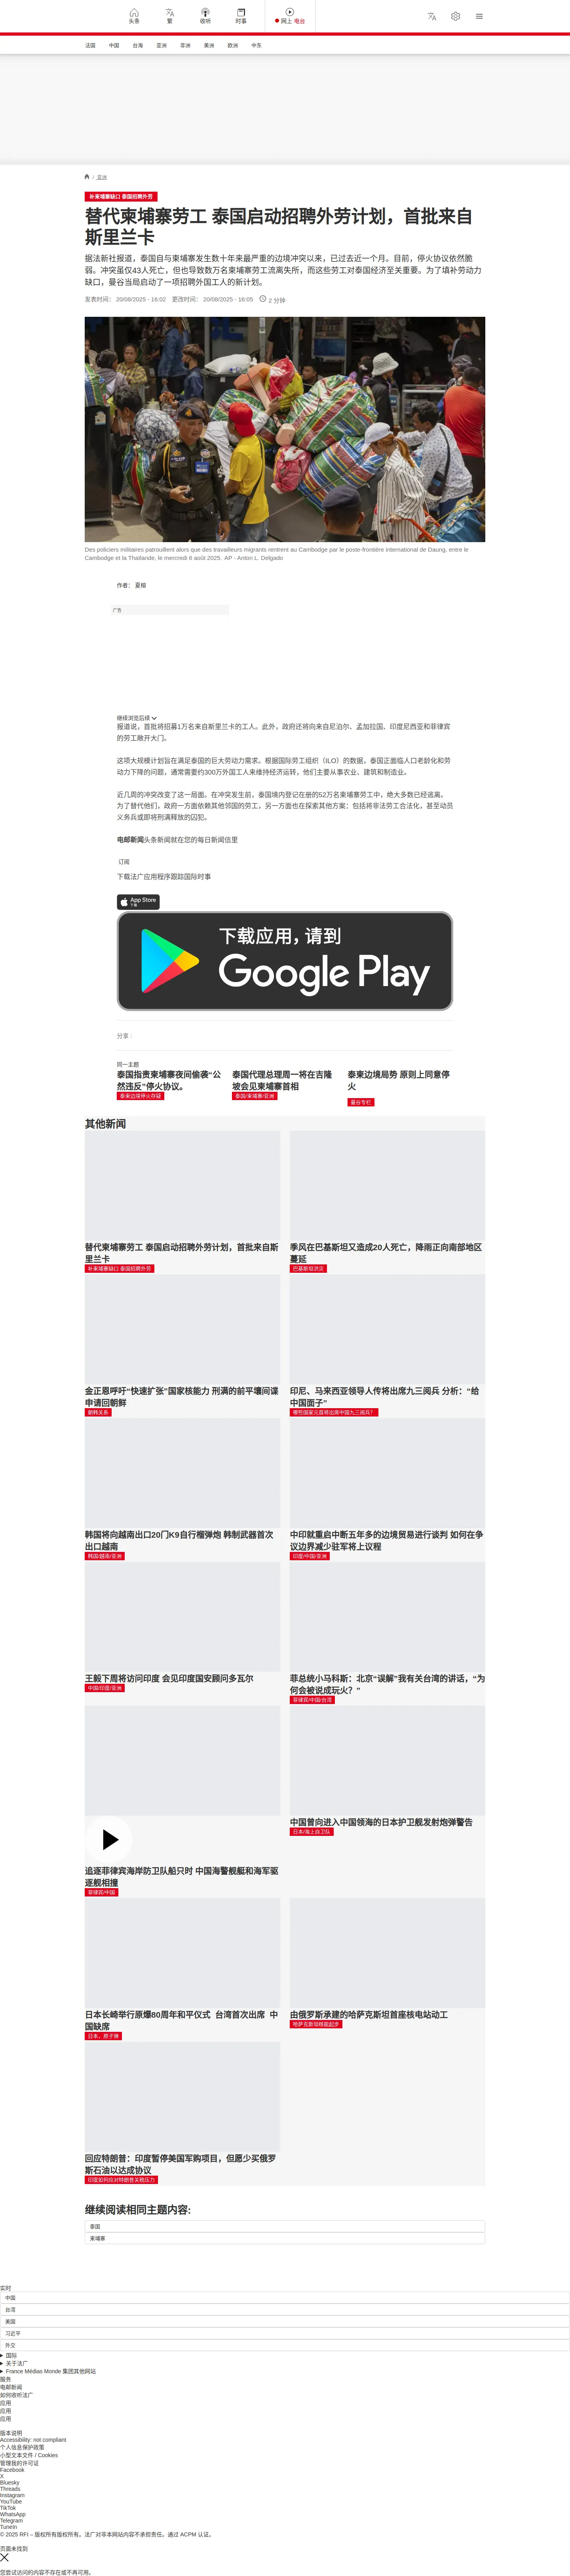 头条
繁
收听
时事
网上 电台
法国
中国
台海
亚洲
非洲
美洲
欧洲
中东
/ 亚洲
补柬埔寨缺口 泰国招聘外劳
替代柬埔寨劳工 泰国启动招聘外劳计划，首批来自
斯里兰卡
据法新社报道，泰国自与柬埔寨发生数十年来最严重的边境冲突以来，已过去近一个月。目前，停火协议依然脆
弱。冲突虽仅43人死亡，但也导致数万名柬埔寨劳工流离失所，而这些劳工对泰国经济至关重要。为了填补劳动力
缺口，曼谷当局启动了一项招聘外国工人的新计划。
发表时间： 20/08/2025 - 16:02 更改时间： 20/08/2025 - 16:05 2 分钟
Des policiers militaires patrouillent alors que des travailleurs migrants rentrent au Cambodge par le poste-frontière international de Daung, entre le
Cambodge et la Thaïlande, le mercredi 6 août 2025. AP - Anton L. Delgado
作者： 夏榕
广告
继续浏览后续
报道说，首批将招募1万名来自斯里兰卡的工人。此外，政府还将向来自尼泊尔、孟加拉国、印度尼西亚和菲律宾
的劳工敞开大门。
这项大规模计划旨在满足泰国的巨大劳动力需求。根据国际劳工组织（ILO）的数据，泰国正面临人口老龄化和劳
动力下降的问题，通常需要约300万外国工人来维持经济运转，他们主要从事农业、建筑和制造业。
近几周的冲突改变了这一局面。在冲突发生前，泰国境内登记在册的52万名柬埔寨劳工中，绝大多数已经逃离。
为了替代他们，政府一方面依赖其他邻国的劳工，另一方面也在探索其他方案：包括将非法劳工合法化，甚至动员
义务兵或即将刑满释放的囚犯。
电邮新闻头条新闻就在您的每日新闻信里
订阅
下载法广应用程序跟踪国际时事
App Store
下载
下载应用，请到
Google Play
分享 :
同一主题
泰国指责柬埔寨夜间偷袭“公
然违反”停火协议。
泰柬边境停火存疑
泰国代理总理周一将在吉隆
坡会见柬埔寨首相
泰国/柬埔寨/亚洲
泰柬边境局势 原则上同意停
火
曼谷专栏
其他新闻
替代柬埔寨劳工 泰国启动招聘外劳计划，首批来自斯
里兰卡
补柬埔寨缺口 泰国招聘外劳
季风在巴基斯坦又造成20人死亡，降雨正向南部地区
蔓延
巴基斯坦洪灾
金正恩呼吁“快速扩张”国家核能力 刑满的前平壤间谍
申请回朝鲜
朝韩关系
印尼、马来西亚领导人传将出席九三阅兵 分析：“给
中国面子”
哪些国家元首将出席中国九三阅兵?
韩国将向越南出口20门K9自行榴弹炮 韩制武器首次
出口越南
韩国/越南/亚洲
中印就重启中断五年多的边境贸易进行谈判 如何在争
议边界减少驻军将上议程
印度/中国/亚洲
王毅下周将访问印度 会见印度国安顾问多瓦尔
中国/印度/亚洲
菲总统小马科斯：北京“误解”我有关台湾的讲话，“为
何会被说成玩火？”
菲律宾/中国/台湾
追逐菲律宾海岸防卫队船只时 中国海警舰艇和海军驱
逐舰相撞
菲律宾/中国
中国曾向进入中国领海的日本护卫舰发射炮弹警告
日本/海上自卫队
日本长崎举行原爆80周年和平仪式 台湾首次出席 中
国缺席
日本，原子弹
由俄罗斯承建的哈萨克斯坦首座核电站动工
哈萨克斯坦核能起步
回应特朗普：印度暂停美国军购项目，但愿少买俄罗
斯石油以达成协议
印度如何应对特朗普关税压力
继续阅读相同主题内容:
泰国
柬埔寨
实时
中国
台湾
美国
习近平
外交
国际
关于法广
France Médias Monde 集团其他网站
服务
电邮新闻
如何收听法广
应用
应用
应用
版本说明
Accessibility: not compliant
个人信息保护政策
小型文本文件 / Cookies
管理我的许可证
Facebook
X
Bluesky
Threads
Instagram
YouTube
TikTok
WhatsApp
Telegram
TuneIn
© 2025 RFI – 版权所有版权所有。法广对非本网站内容不承担责任。通过 ACPM 认证。
页面未找到
您尝试访问的内容不存在或不再可用。